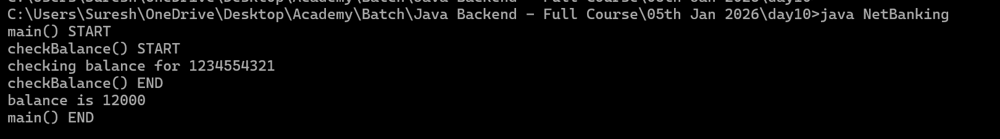 C:\Users\Suresh\OneDrive\Desktop\Academy\Batch\Java Backend - Full Course\05th Jan 2026\day10>java NetBanking
main() START
checkBalance() START
checking balance for 1234554321
checkBalance() END
balance is 12000
main() END